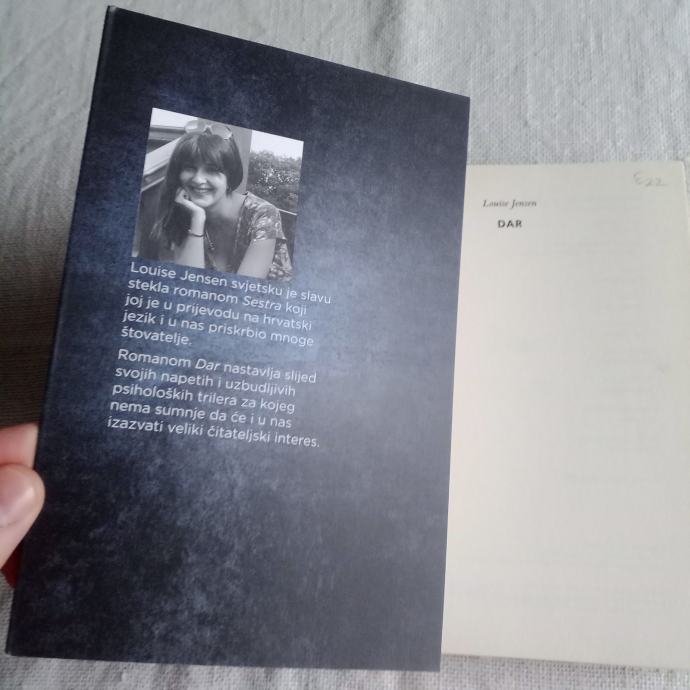 Louise Jensen svjetsku je slavu
stekla romanom Sestra koji
joj je u prijevodu na hrvatski
jezik i u nas priskrbio mnoge
štovatelje.
Romanom Dar nastavlja slijed
svojih napetih i uzbudljivih
psiholoških trilera za kojeg
nema sumnje da će i u nas
izazvati veliki čitateljski interes.
Louise Jensen
DAR